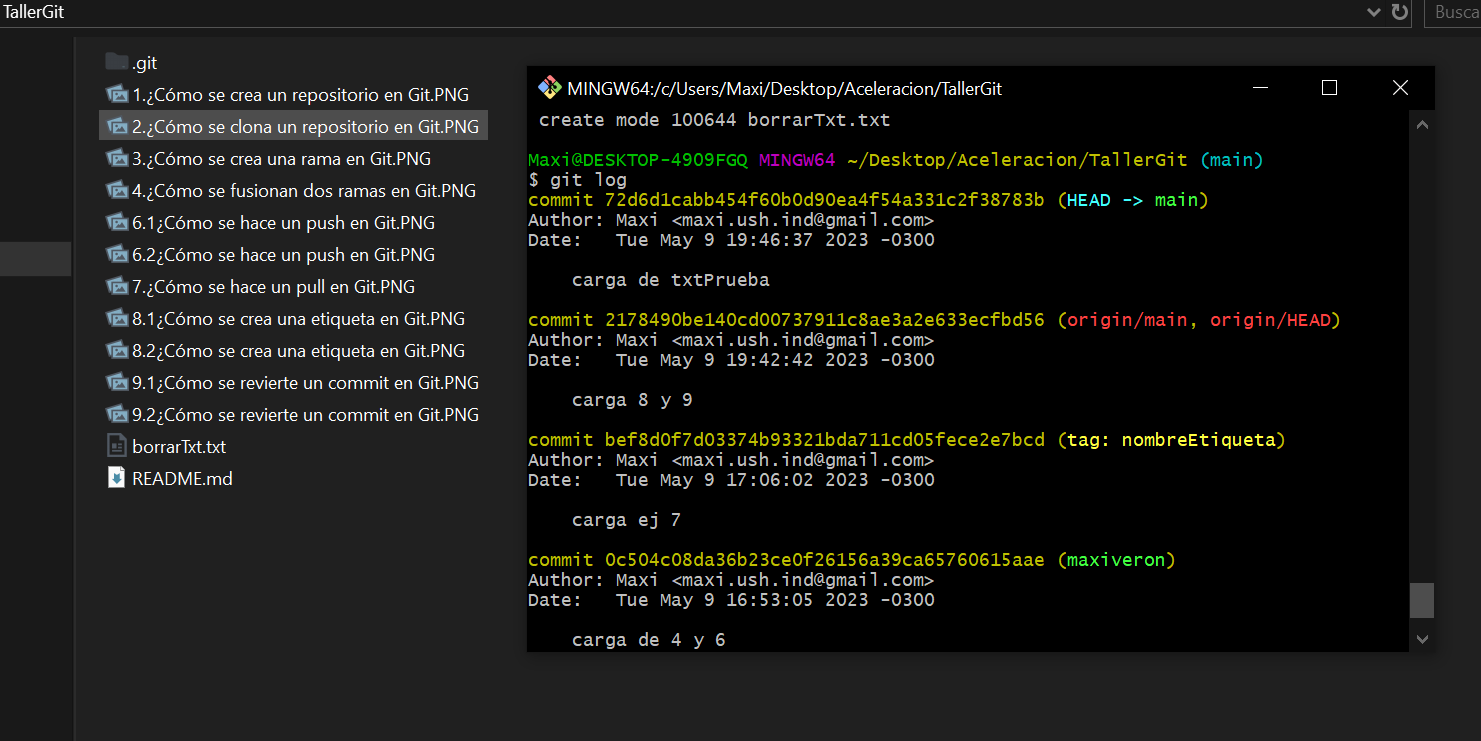 TallerGit
Busca
.git
1.¿Cómo se crea un repositorio en Git.PNG
2.¿Cómo se clona un repositorio en Git.PNG
3.¿Cómo se crea una rama en Git.PNG
4.¿Cómo se fusionan dos ramas en Git.PNG
6.1¿Cómo se hace un push en Git.PNG
6.2¿Cómo se hace un push en Git.PNG
7.¿Cómo se hace un pull en Git.PNG
8.1¿Cómo se crea una etiqueta en Git.PNG
8.2¿Cómo se crea una etiqueta en Git.PNG
9.1¿Cómo se revierte un commit en Git.PNG
9.2¿Cómo se revierte un commit en Git.PNG
borrarTxt.txt
README.md
MINGW64:/c/Users/Maxi/Desktop/Aceleracion/TallerGit
create mode 100644 borrarTxt.txt
Maxi@DESKTOP-4909FGQ MINGW64 ~/Desktop/Aceleracion/TallerGit (main)
$ git log
commit 72d6d1cabb454f60b0d90ea4f54a331c2f38783b (HEAD -> main)
Author: Maxi <maxi.ush.ind@gmail.com>
Date:   Tue May 9 19:46:37 2023 -0300
carga de txtPrueba
commit 2178490be140cd00737911c8ae3a2e633ecfbd56 (origin/main, origin/HEAD)
Author: Maxi <maxi.ush.ind@gmail.com>
Date:   Tue May 9 19:42:42 2023 -0300
carga 8 y 9
commit bef8d0f7d03374b93321bda711cd05fece2e7bcd (tag: nombreEtiqueta)
Author: Maxi <maxi.ush.ind@gmail.com>
Date:   Tue May 9 17:06:02 2023 -0300
carga ej 7
commit 0c504c08da36b23ce0f26156a39ca65760615aae (maxiveron)
Author: Maxi <maxi.ush.ind@gmail.com>
Date:   Tue May 9 16:53:05 2023 -0300
carga de 4 y 6